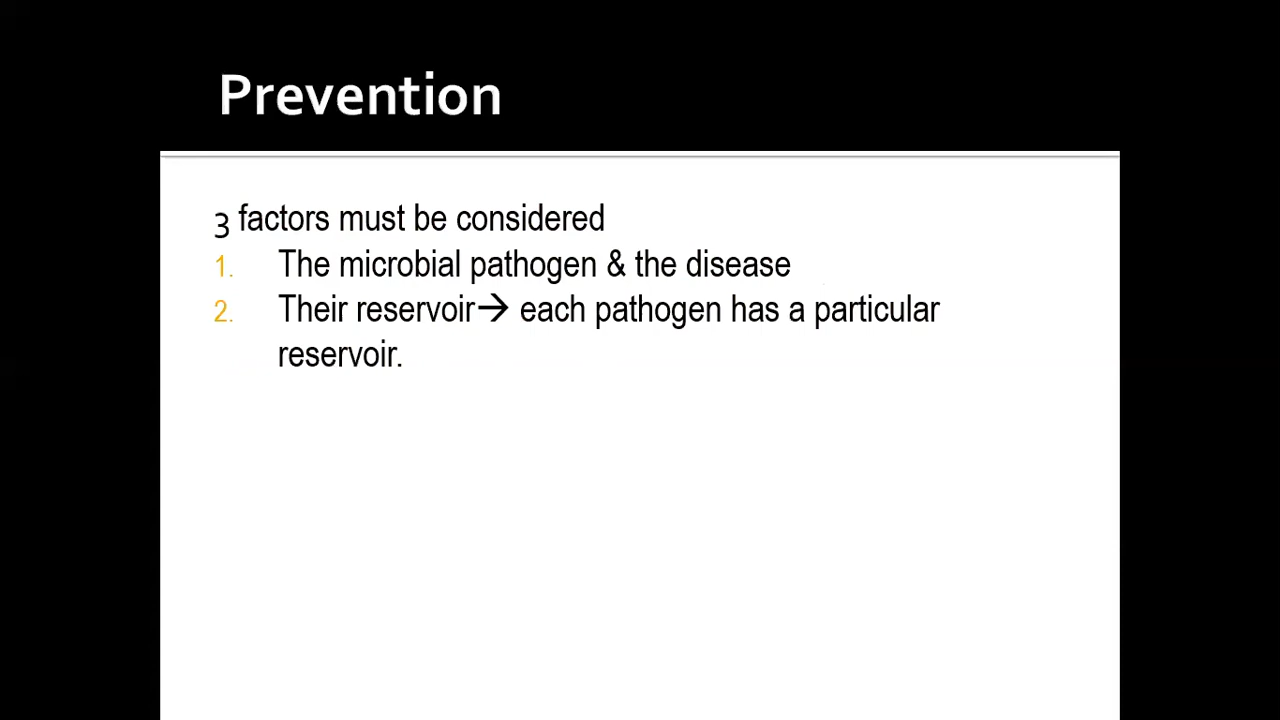 Prevention
3 factors must be considered
1. The microbial pathogen & the disease
2. Their reservoir→ each pathogen has a particular
reservoir.